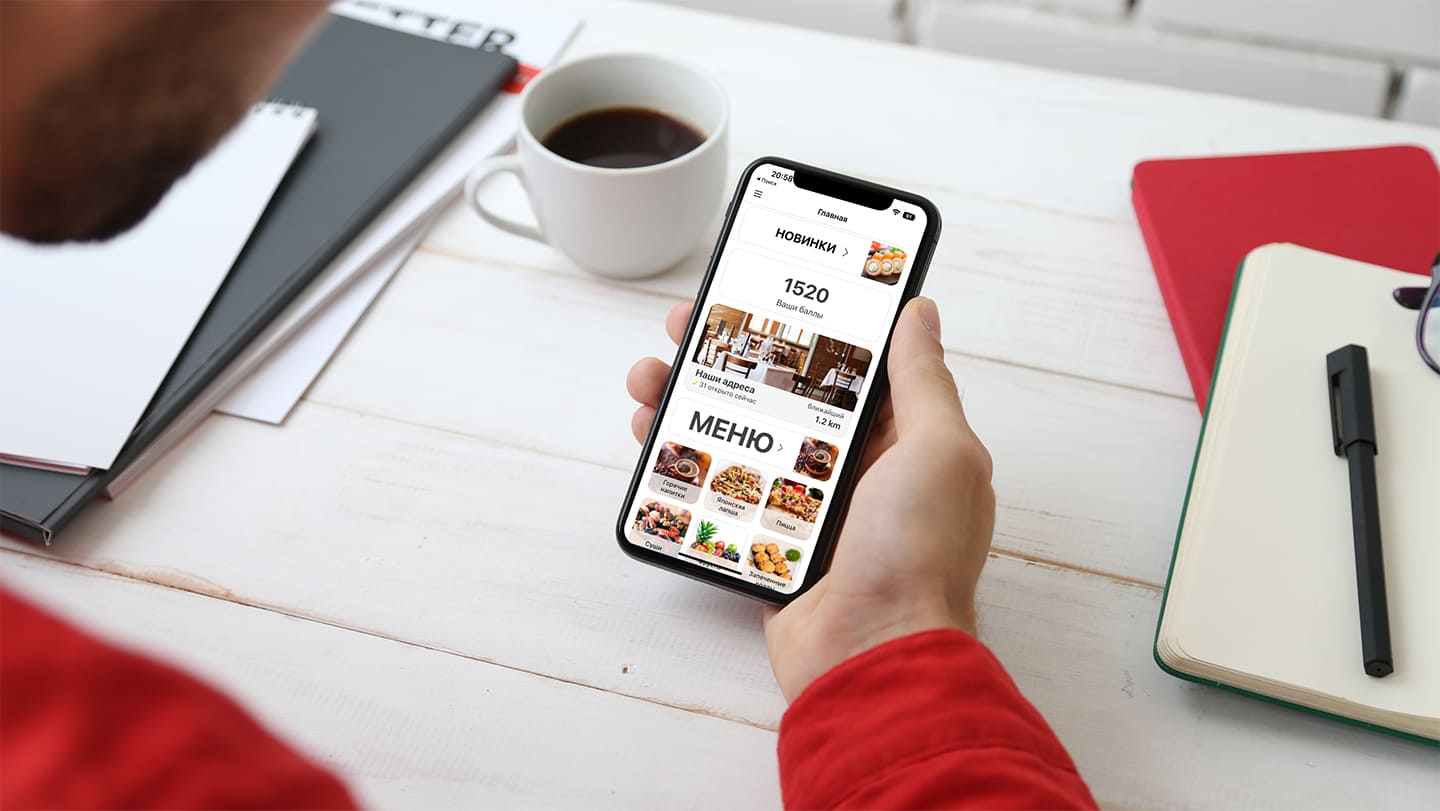 20:58
Поиск
Главная
НОВИНКИ
1520
Ваши баллы
Наши адреса
31 открыто сейчас
ближайший
1.2 km
МЕНЮ
Горячие
напитки
Японская
лапша
Пицца
Суши
Запеченные